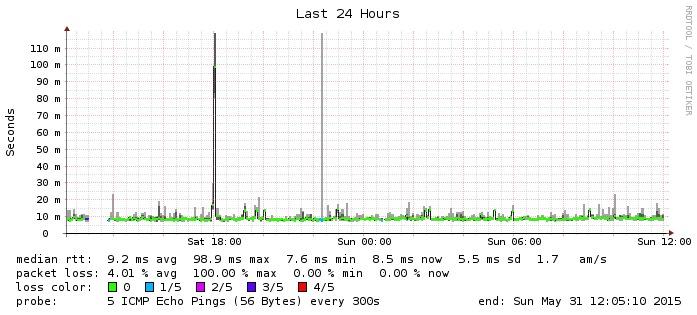 Last 24 Hours
RRDTOOL / TOBI OETIKER
Seconds
110 m
100 m
90 m
80 m
70 m
60 m
50 m
40 m
30 m
20 m
10 m
0
Sat 18:00 Sun 00:00 Sun 06:00 Sun 12:00
median rtt: 9.2 ms avg 98.9 ms max 7.6 ms min 8.5 ms now 5.5 ms sd 1.7 am/s
packet loss: 4.01 % avg 100.00 % max 0.00 % min 0.00 % now
loss color: 0 1/5 2/5 3/5 4/5
probe: 5 ICMP Echo Pings (56 Bytes) every 300s end: Sun May 31 12:05:10 2015